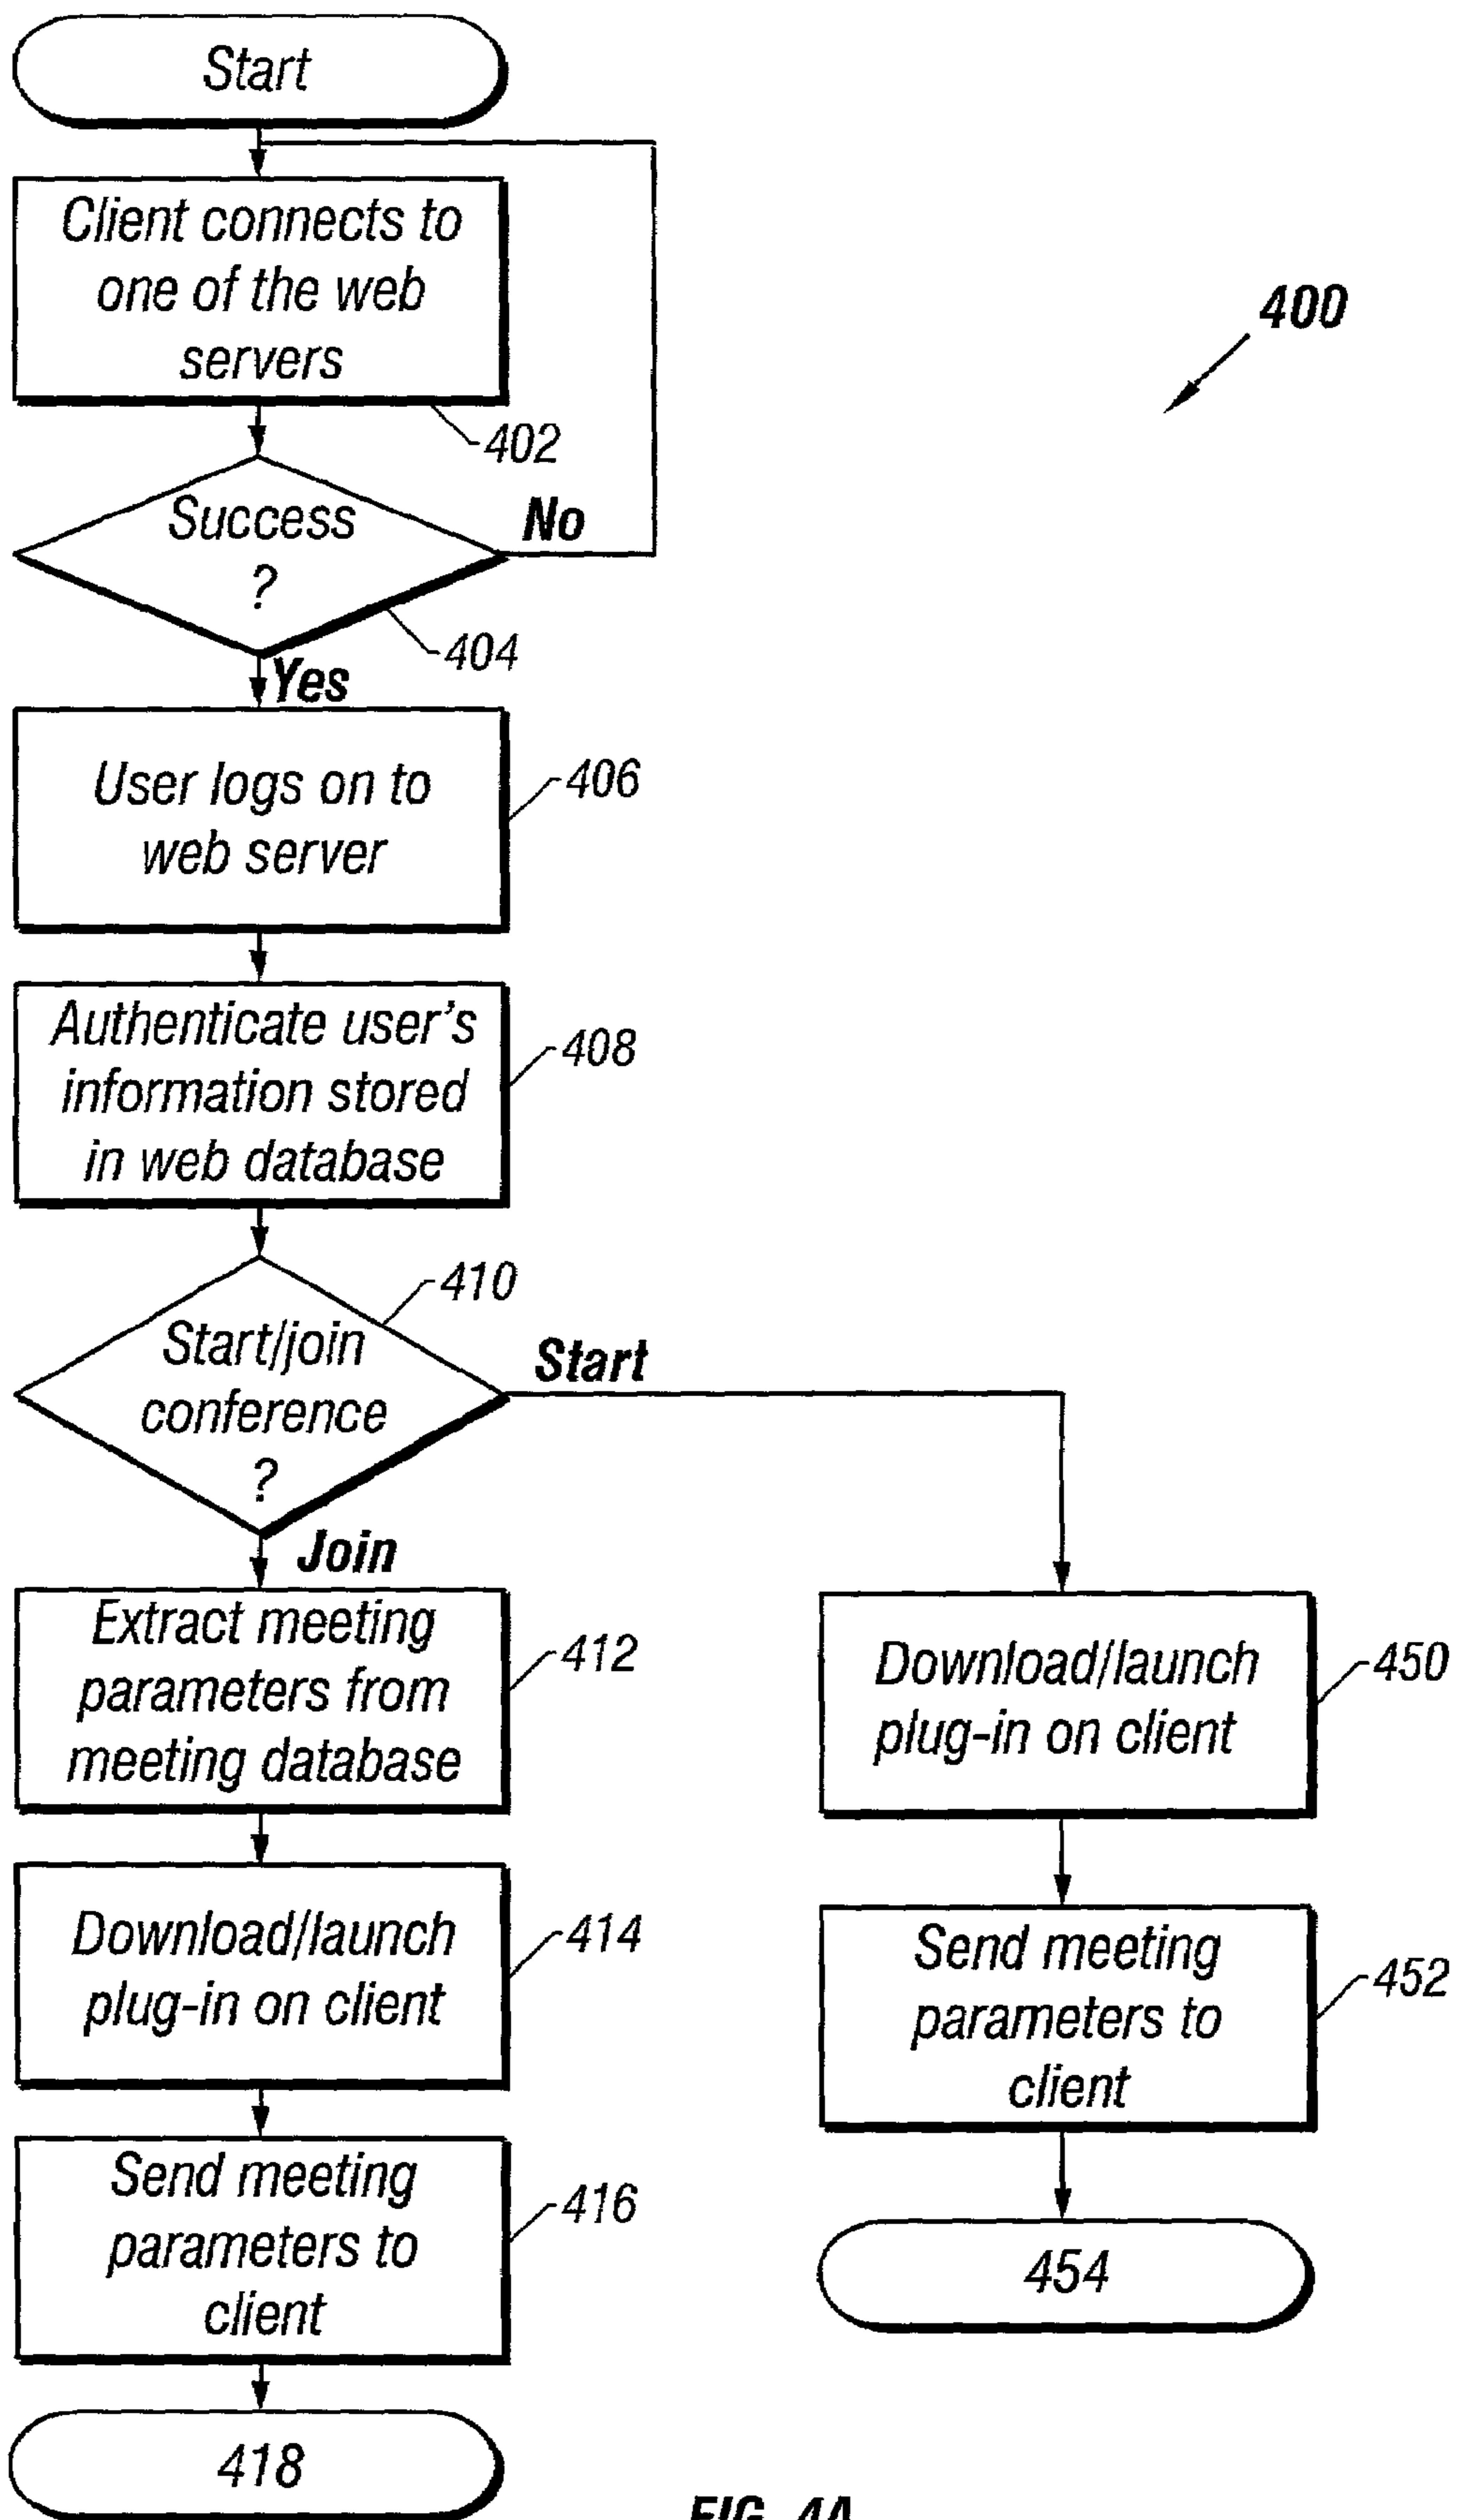 Start
Client connects to
one of the web
servers
400
402
Success
?
No
404
Yes
User logs on to
web server
406
Authenticate user's
information stored
in web database
408
410
Start/join
conference
?
Start
Join
Extract meeting
parameters from
meeting database
412
Download/launch
plug-in on client
450
Download/launch
plug-in on client
414
Send meeting
parameters to
client
452
Send meeting
parameters to
client
416
454
418
FIG. 4A